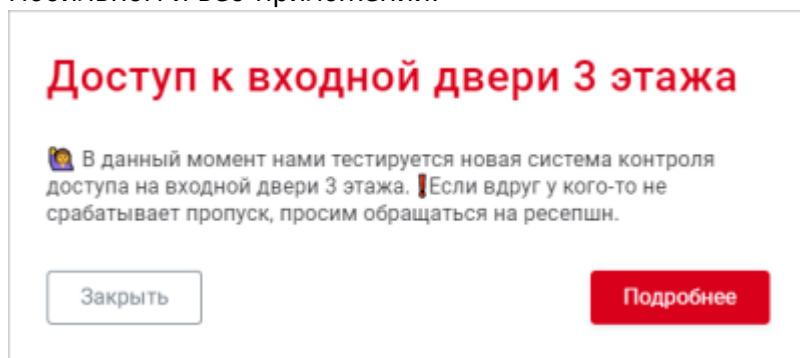 Доступ к входной двери 3 этажа
🙋 В данный момент нами тестируется новая система контроля
доступа на входной двери 3 этажа. ❗Если вдруг у кого-то не
срабатывает пропуск, просим обращаться на ресепшн.
Закрыть
Подробнее